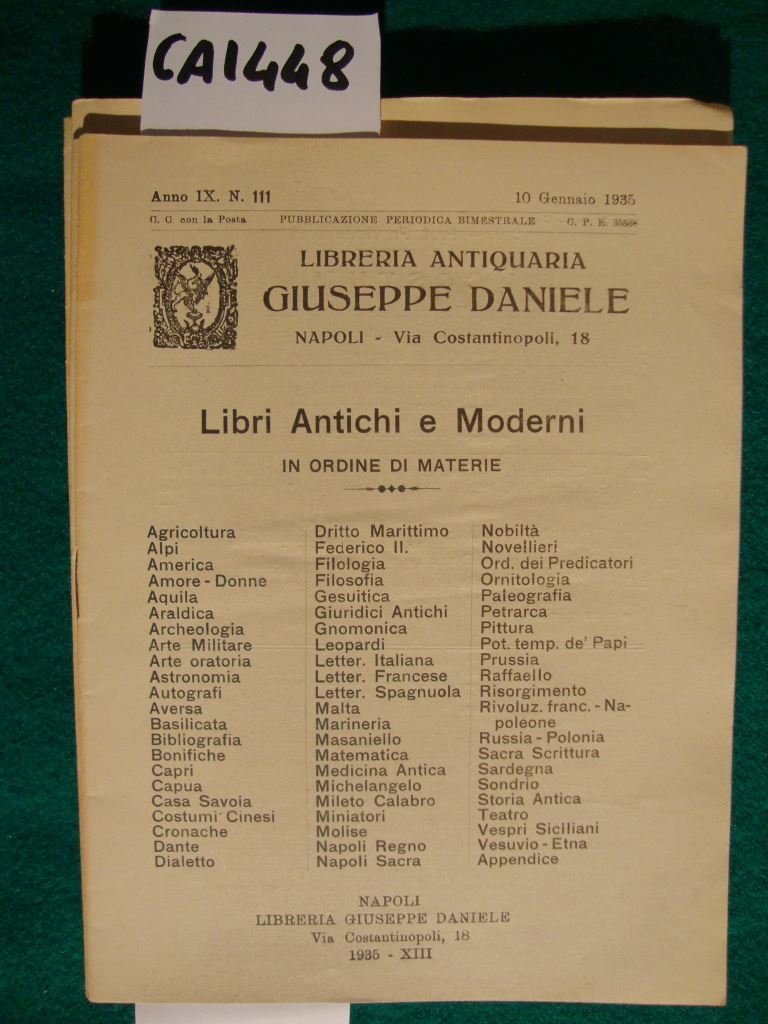 CA1448
Anno IX. N. 111
10 Gennaio 1935
C. C. con la Posta
PUBBLICAZIONE PERIODICA BIMESTRALE
C. P. E.
LIBRERIA ANTIQUARIA
GIUSEPPE DANIELE
NAPOLI - Via Costantinopoli, 18
Libri Antichi e Moderni
IN ORDINE DI MATERIE
Agricoltura
Alpi
America
Amore - Donne
Aquila
Araldica
Archeologia
Arte Militare
Arte oratoria
Astronomia
Autografi
Aversa
Basilicata
Bibliografia
Bonifiche
Capri
Capua
Casa Savoia
Costumi Cinesi
Cronache
Dante
Dialetto
Dritto Marittimo
Federico II.
Filologia
Filosofia
Gesuitica
Giuridici Antichi
Gnomonica
Leopardi
Letter. Italiana
Letter. Francese
Letter. Spagnuola
Malta
Marineria
Masaniello
Matematica
Medicina Antica
Michelangelo
Mileto Calabro
Miniatori
Molise
Napoli Regno
Napoli Sacra
Nobiltà
Novellieri
Ord. dei Predicatori
Ornitologia
Paleografia
Petrarca
Pittura
Pot. temp. de' Papi
Prussia
Raffaello
Risorgimento
Rivoluz. franc. - Na-
poleone
Russia - Polonia
Sacra Scrittura
Sardegna
Sondrio
Storia Antica
Teatro
Vespri Siciliani
Vesuvio - Etna
Appendice
NAPOLI
LIBRERIA GIUSEPPE DANIELE
Via Costantinopoli, 18
1935 - XIII